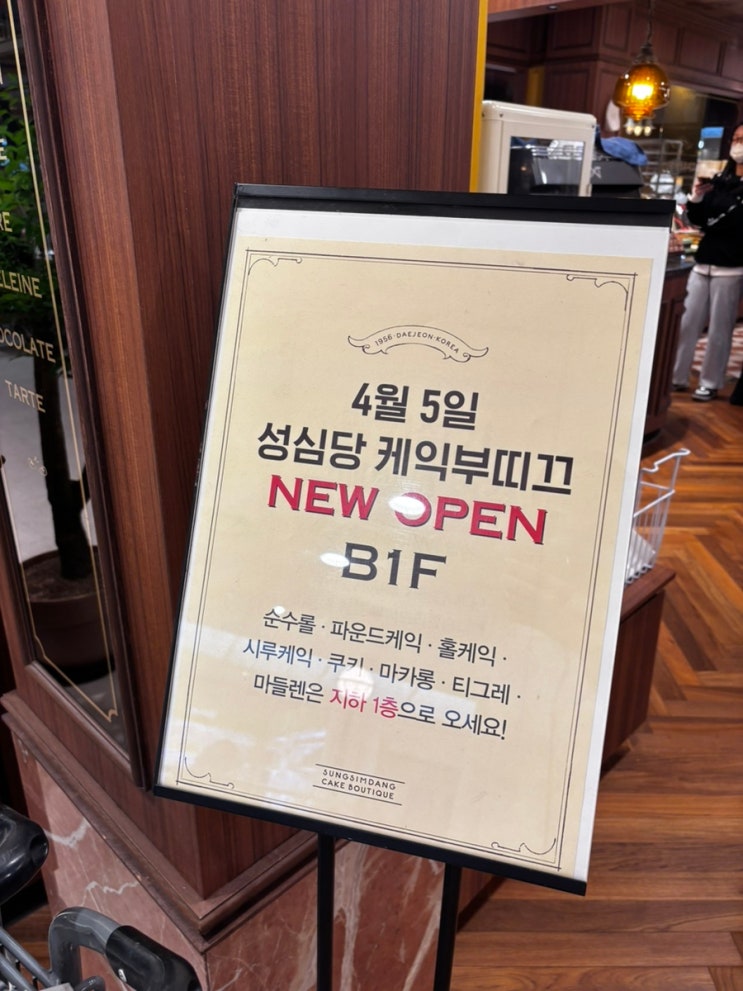 1956·DAEJEON·KOREA
4월 5일
성심당 케익부띠끄
NEW OPEN
B1F
순수롤 · 파운드케익 · 홀케익 ·
시루케익 · 쿠키 · 마카롱 · 티그레 ·
마들렌은 지하 1층으로 오세요!
SUNGSIMDANG
CAKE BOUTIQUE
TARTE